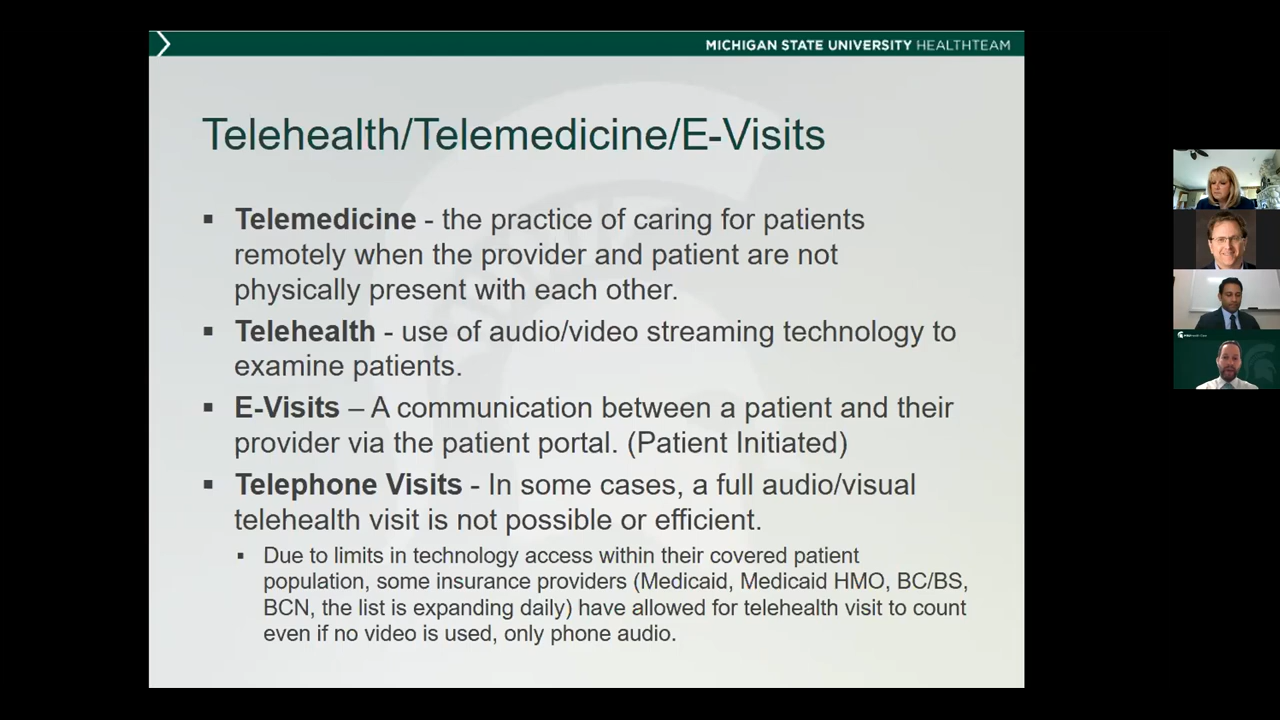 MICHIGAN STATE UNIVERSITY HEALTHTEAM
Telehealth/Telemedicine/E-Visits
▪ Telemedicine - the practice of caring for patients
remotely when the provider and patient are not
physically present with each other.
▪ Telehealth - use of audio/video streaming technology to
examine patients.
▪ E-Visits – A communication between a patient and their
provider via the patient portal. (Patient Initiated)
▪ Telephone Visits - In some cases, a full audio/visual
telehealth visit is not possible or efficient.
▪ Due to limits in technology access within their covered patient
population, some insurance providers (Medicaid, Medicaid HMO, BC/BS,
BCN, the list is expanding daily) have allowed for telehealth visit to count
even if no video is used, only phone audio.